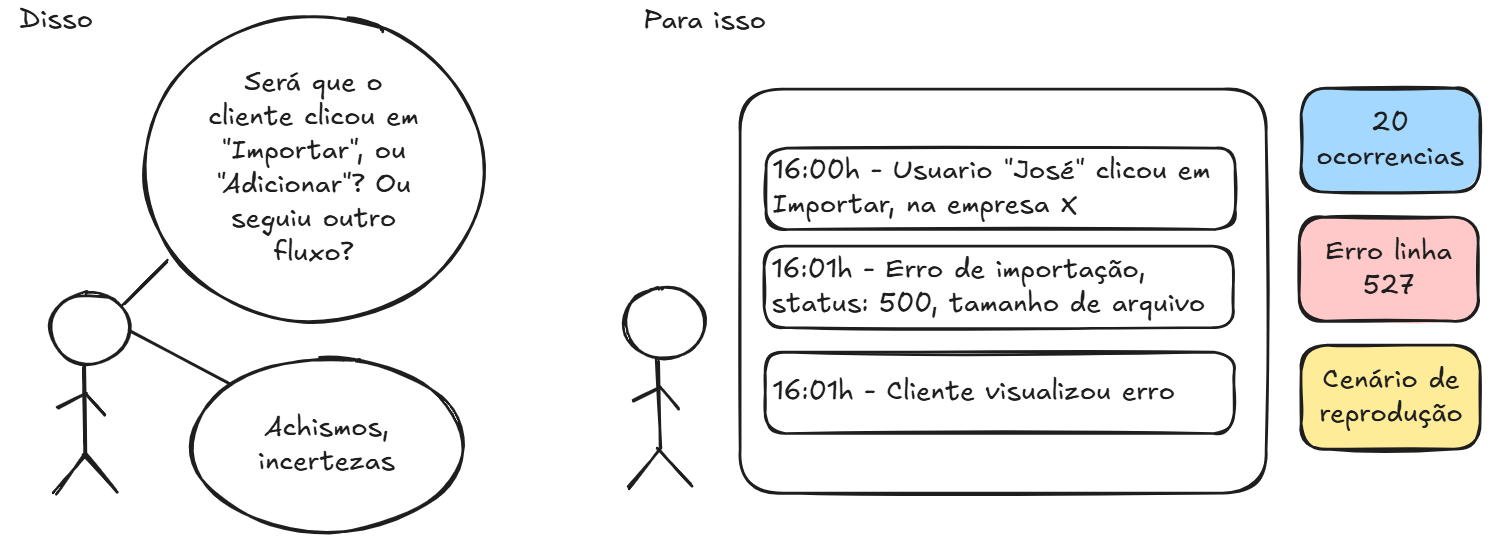 Disso
Será que o
cliente clicou em
"Importar", ou
"Adicionar"? Ou
seguiu outro
fluxo?
Achismos,
incertezas
Para isso
16:00h - Usuario "José" clicou em
Importar, na empresa X
16:01h - Erro de importação,
status: 500, tamanho de arquivo
16:01h - Cliente visualizou erro
20
ocorrencias
Erro linha
527
Cenário de
reprodução